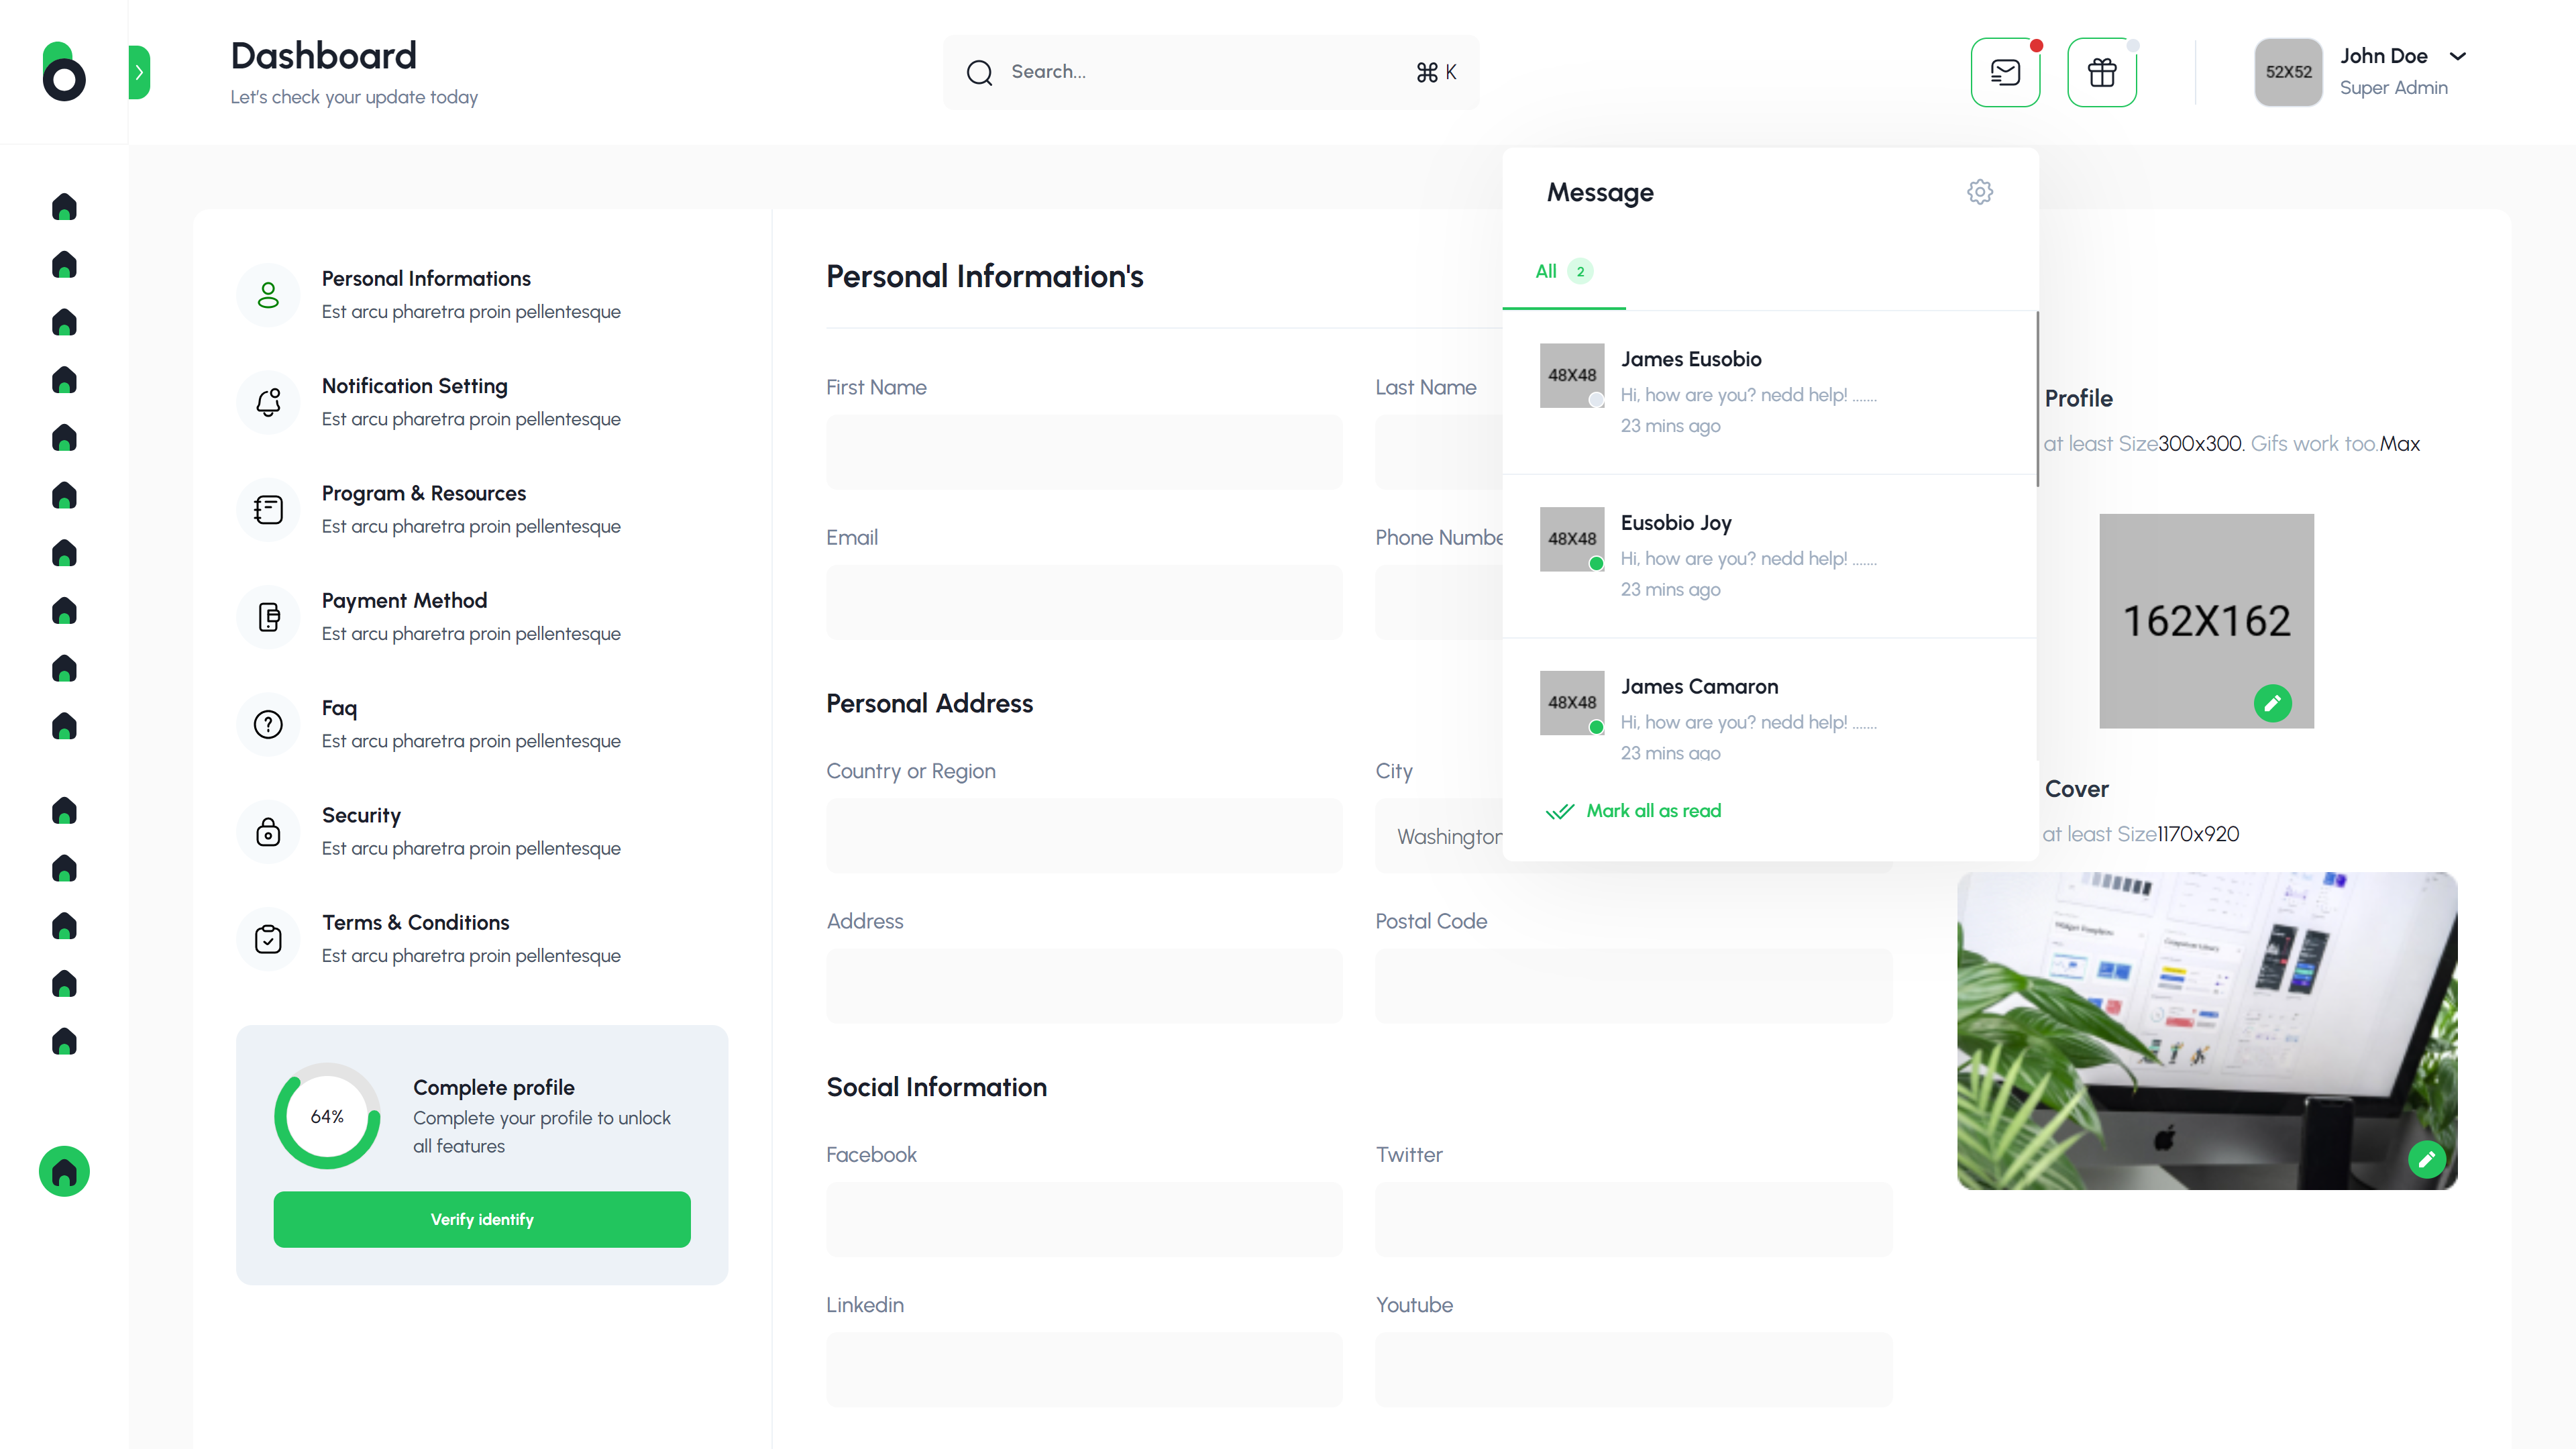 Dashboard
Let's check your update today
Search...
⌘ K
52X52
John Doe
Super Admin
Personal Informations
Est arcu pharetra proin pellentesque
Notification Setting
Est arcu pharetra proin pellentesque
Program & Resources
Est arcu pharetra proin pellentesque
Payment Method
Est arcu pharetra proin pellentesque
Faq
Est arcu pharetra proin pellentesque
Security
Est arcu pharetra proin pellentesque
Terms & Conditions
Est arcu pharetra proin pellentesque
64%
Complete profile
Complete your profile to unlock
all features
Verify identify
Personal Information's
First Name
Last Name
Email
Phone Numbe
Personal Address
Country or Region
City
Washington
Address
Postal Code
Social Information
Facebook
Twitter
Linkedin
Youtube
Message
All 2
48X48
James Eusobio
Hi, how are you? nedd help! .......
23 mins ago
48X48
Eusobio Joy
Hi, how are you? nedd help! .......
23 mins ago
48X48
James Camaron
Hi, how are you? nedd help! .......
23 mins ago
Mark all as read
Profile
at least Size300x300. Gifs work too.Max
162X162
Cover
at least Size1170x920